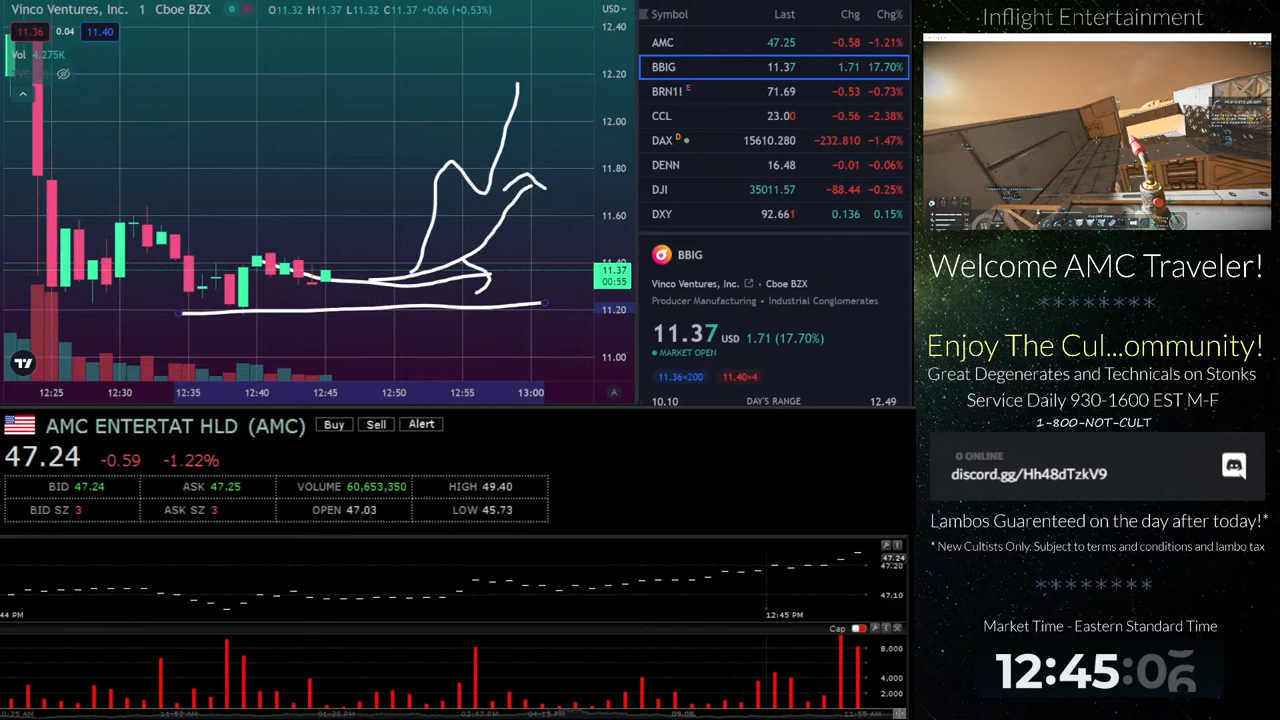 Vinco Ventures, Inc. 1 Cboe BZX O11.32 H11.37 L11.32 C11.37 +0.06 (+0.53%)
11.36 0.04 11.40
Vol 4.275K
USD
12.40
12.20
12.00
11.80
11.60
11.40
11.37
00:55
11.20
11.00
12:25 12:30 12:35 12:40 12:45 12:50 12:55 13:00 A
Symbol Last Chg Chg%
AMC 47.25 −0.58 −1.21%
BBIG 11.37 1.71 17.70%
BRN1! E 71.69 −0.53 −0.73%
CCL 23.00 −0.56 −2.38%
DAX D 15610.280 −232.810 −1.47%
DENN 16.48 −0.01 −0.06%
DJI 35011.57 −88.44 −0.25%
DXY 92.661 0.136 0.15%
BBIG
Vinco Ventures, Inc. Cboe BZX
Producer Manufacturing • Industrial Conglomerates
11.37 USD 1.71 (17.70%)
MARKET OPEN
11.36×200 11.40×4
10.10 DAY'S RANGE 12.49
AMC ENTERTAT HLD (AMC) Buy Sell Alert
47.24 -0.59 -1.22%
BID 47.24 ASK 47.25 VOLUME 60,653,350 HIGH 49.40
BID SZ 3 ASK SZ 3 OPEN 47.03 LOW 45.73
47.24
47.20
47.10
44 PM 12:45 PM
Cap
8,000
4,000
2,000
Inflight Entertainment
Welcome AMC Traveler!
********
Enjoy The Cul...ommunity!
Great Degenerates and Technicals on Stonks
Service Daily 930-1600 EST M-F
1-800-NOT-CULT
0 ONLINE
discord.gg/Hh48dTzkV9
Lambos Guarenteed on the day after today!*
* New Cultists Only. Subject to terms and conditions and lambo tax
********
Market Time - Eastern Standard Time
12:45:06